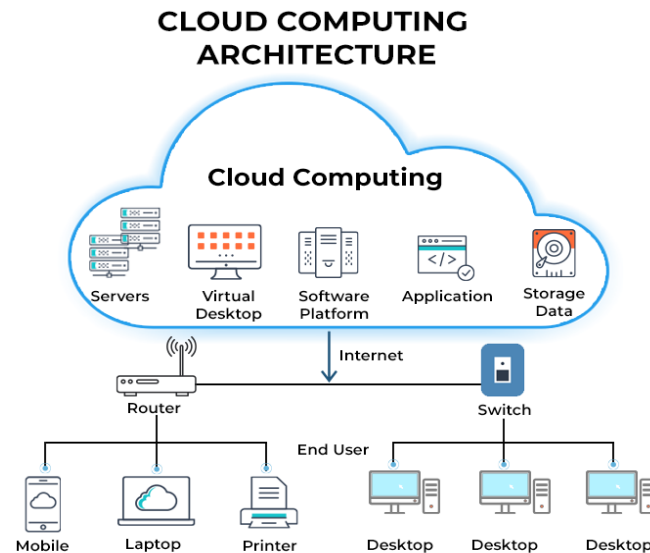 CLOUD COMPUTING
ARCHITECTURE
Cloud Computing
Servers
Virtual
Desktop
Software
Platform
Application
Storage
Data
Internet
Router
Switch
End User
Mobile
Laptop
Printer
Desktop
Desktop
Desktop